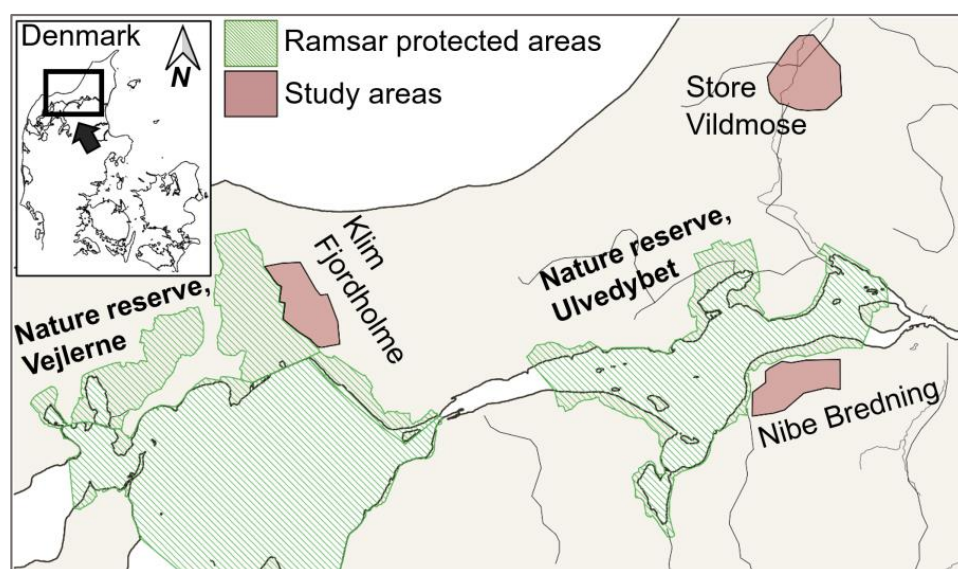 Denmark
N
Ramsar protected areas
Study areas
Store
Vildmose
Klim
Fjordholme
Nature reserve,
Vejlerne
Nature reserve,
Ulvedybet
Nibe Bredning